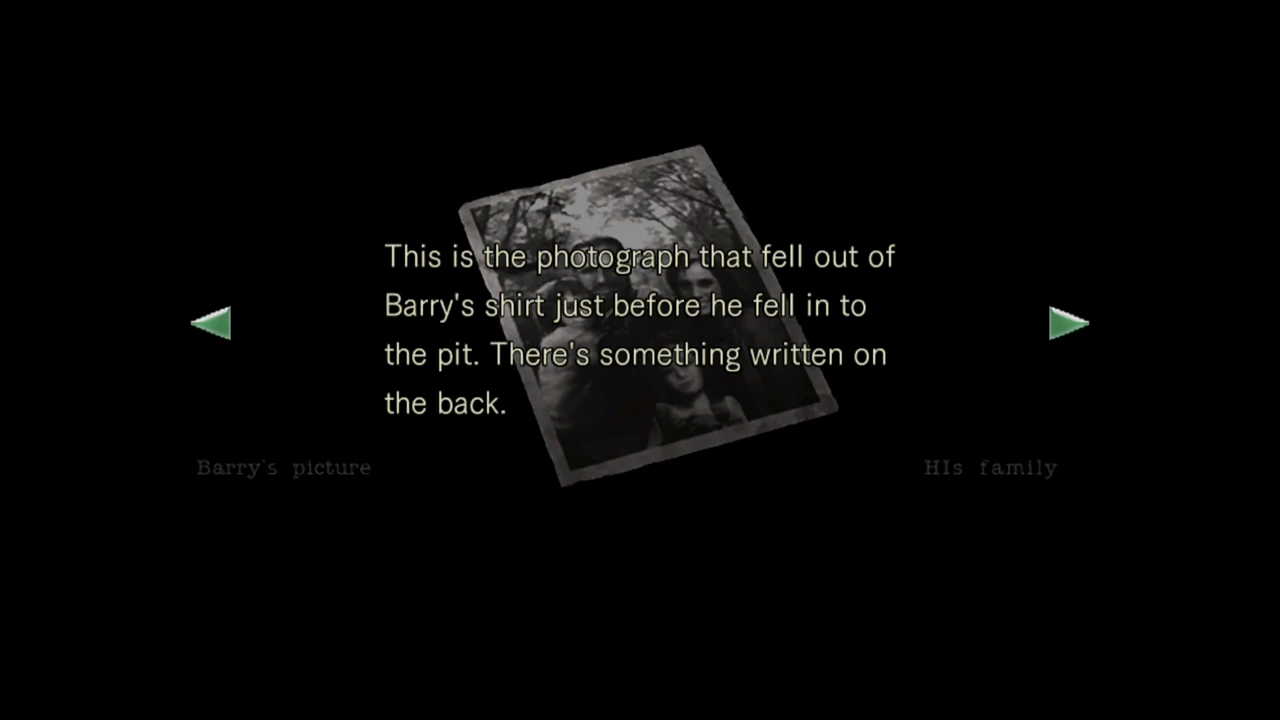 This is the photograph that fell out of
Barry's shirt just before he fell in to
the pit. There's something written on
the back.
Barry's picture
HIs family